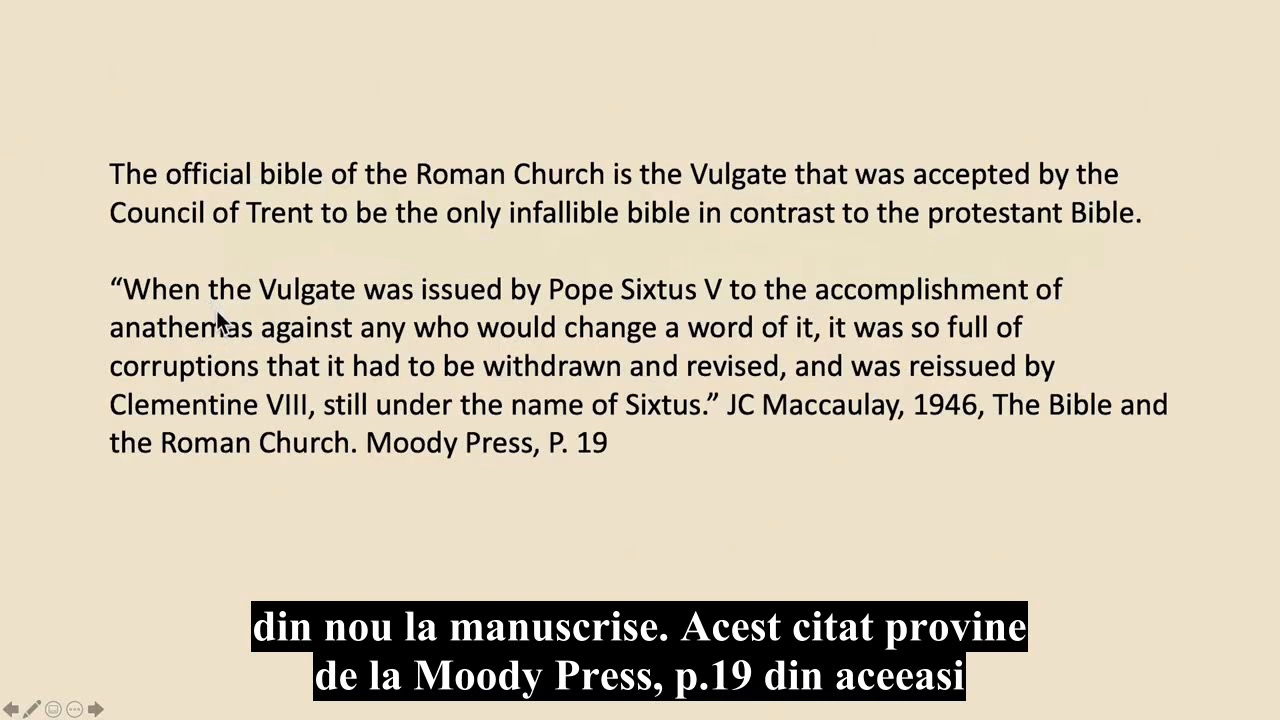 The official bible of the Roman Church is the Vulgate that was accepted by the
Council of Trent to be the only infallible bible in contrast to the protestant Bible.
“When the Vulgate was issued by Pope Sixtus V to the accomplishment of
anathemas against any who would change a word of it, it was so full of
corruptions that it had to be withdrawn and revised, and was reissued by
Clementine VIII, still under the name of Sixtus.” JC Maccaulay, 1946, The Bible and
the Roman Church. Moody Press, P. 19
din nou la manuscrise. Acest citat provine
de la Moody Press, p.19 din aceeasi